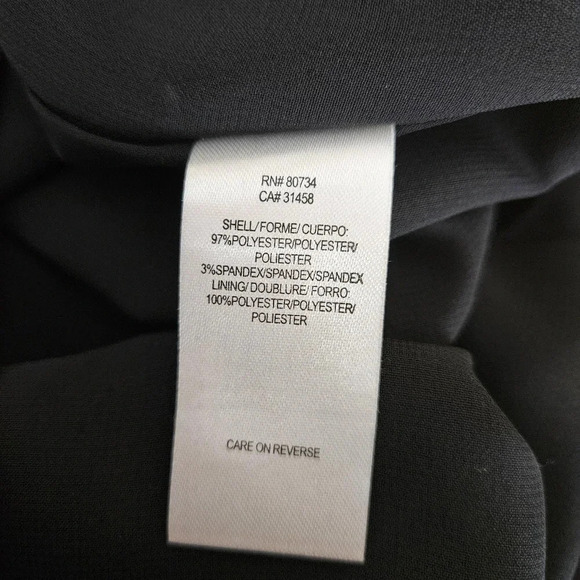 RN# 80734
CA# 31458
SHELL/FORME/CUERPO:
97%POLYESTER/POLYESTER/
POLIESTER
3%SPANDEX/SPANDEX/SPANDEX
LINING/DOUBLURE/FORRO:
100%POLYESTER/POLYESTER/
POLIESTER
CARE ON REVERSE